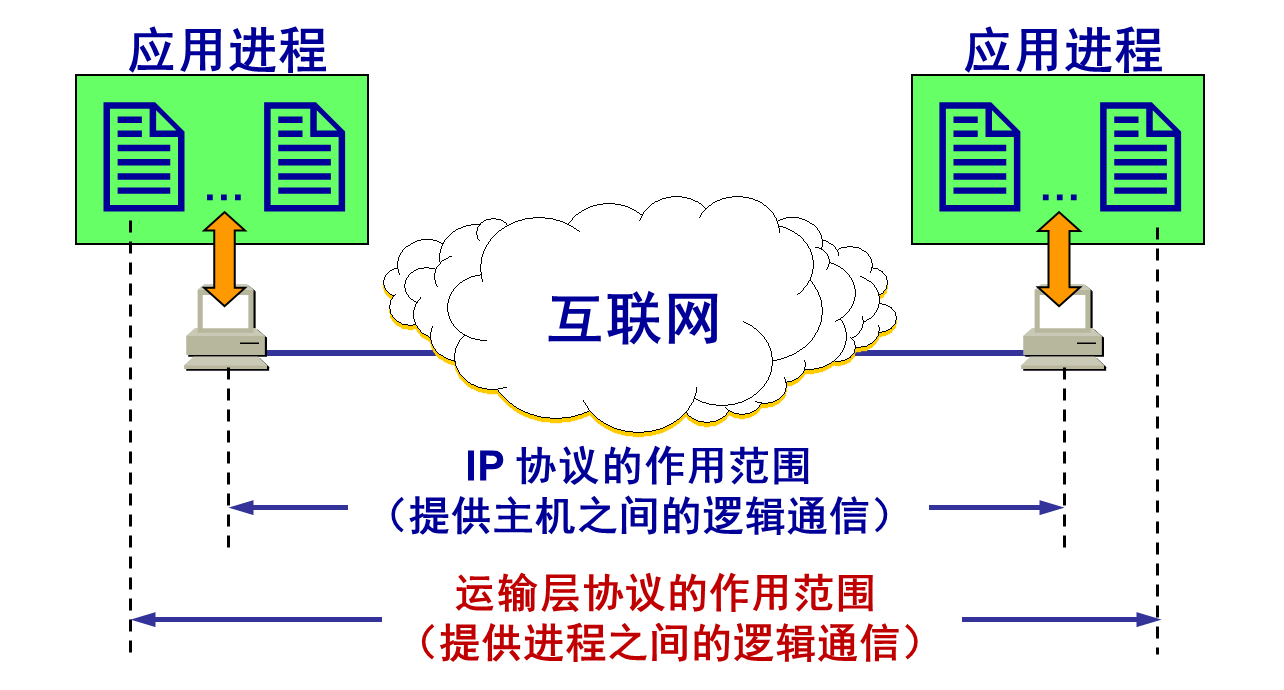 应用进程
应用进程
...
...
互联网
IP 协议的作用范围
（提供主机之间的逻辑通信）
运输层协议的作用范围
（提供进程之间的逻辑通信）